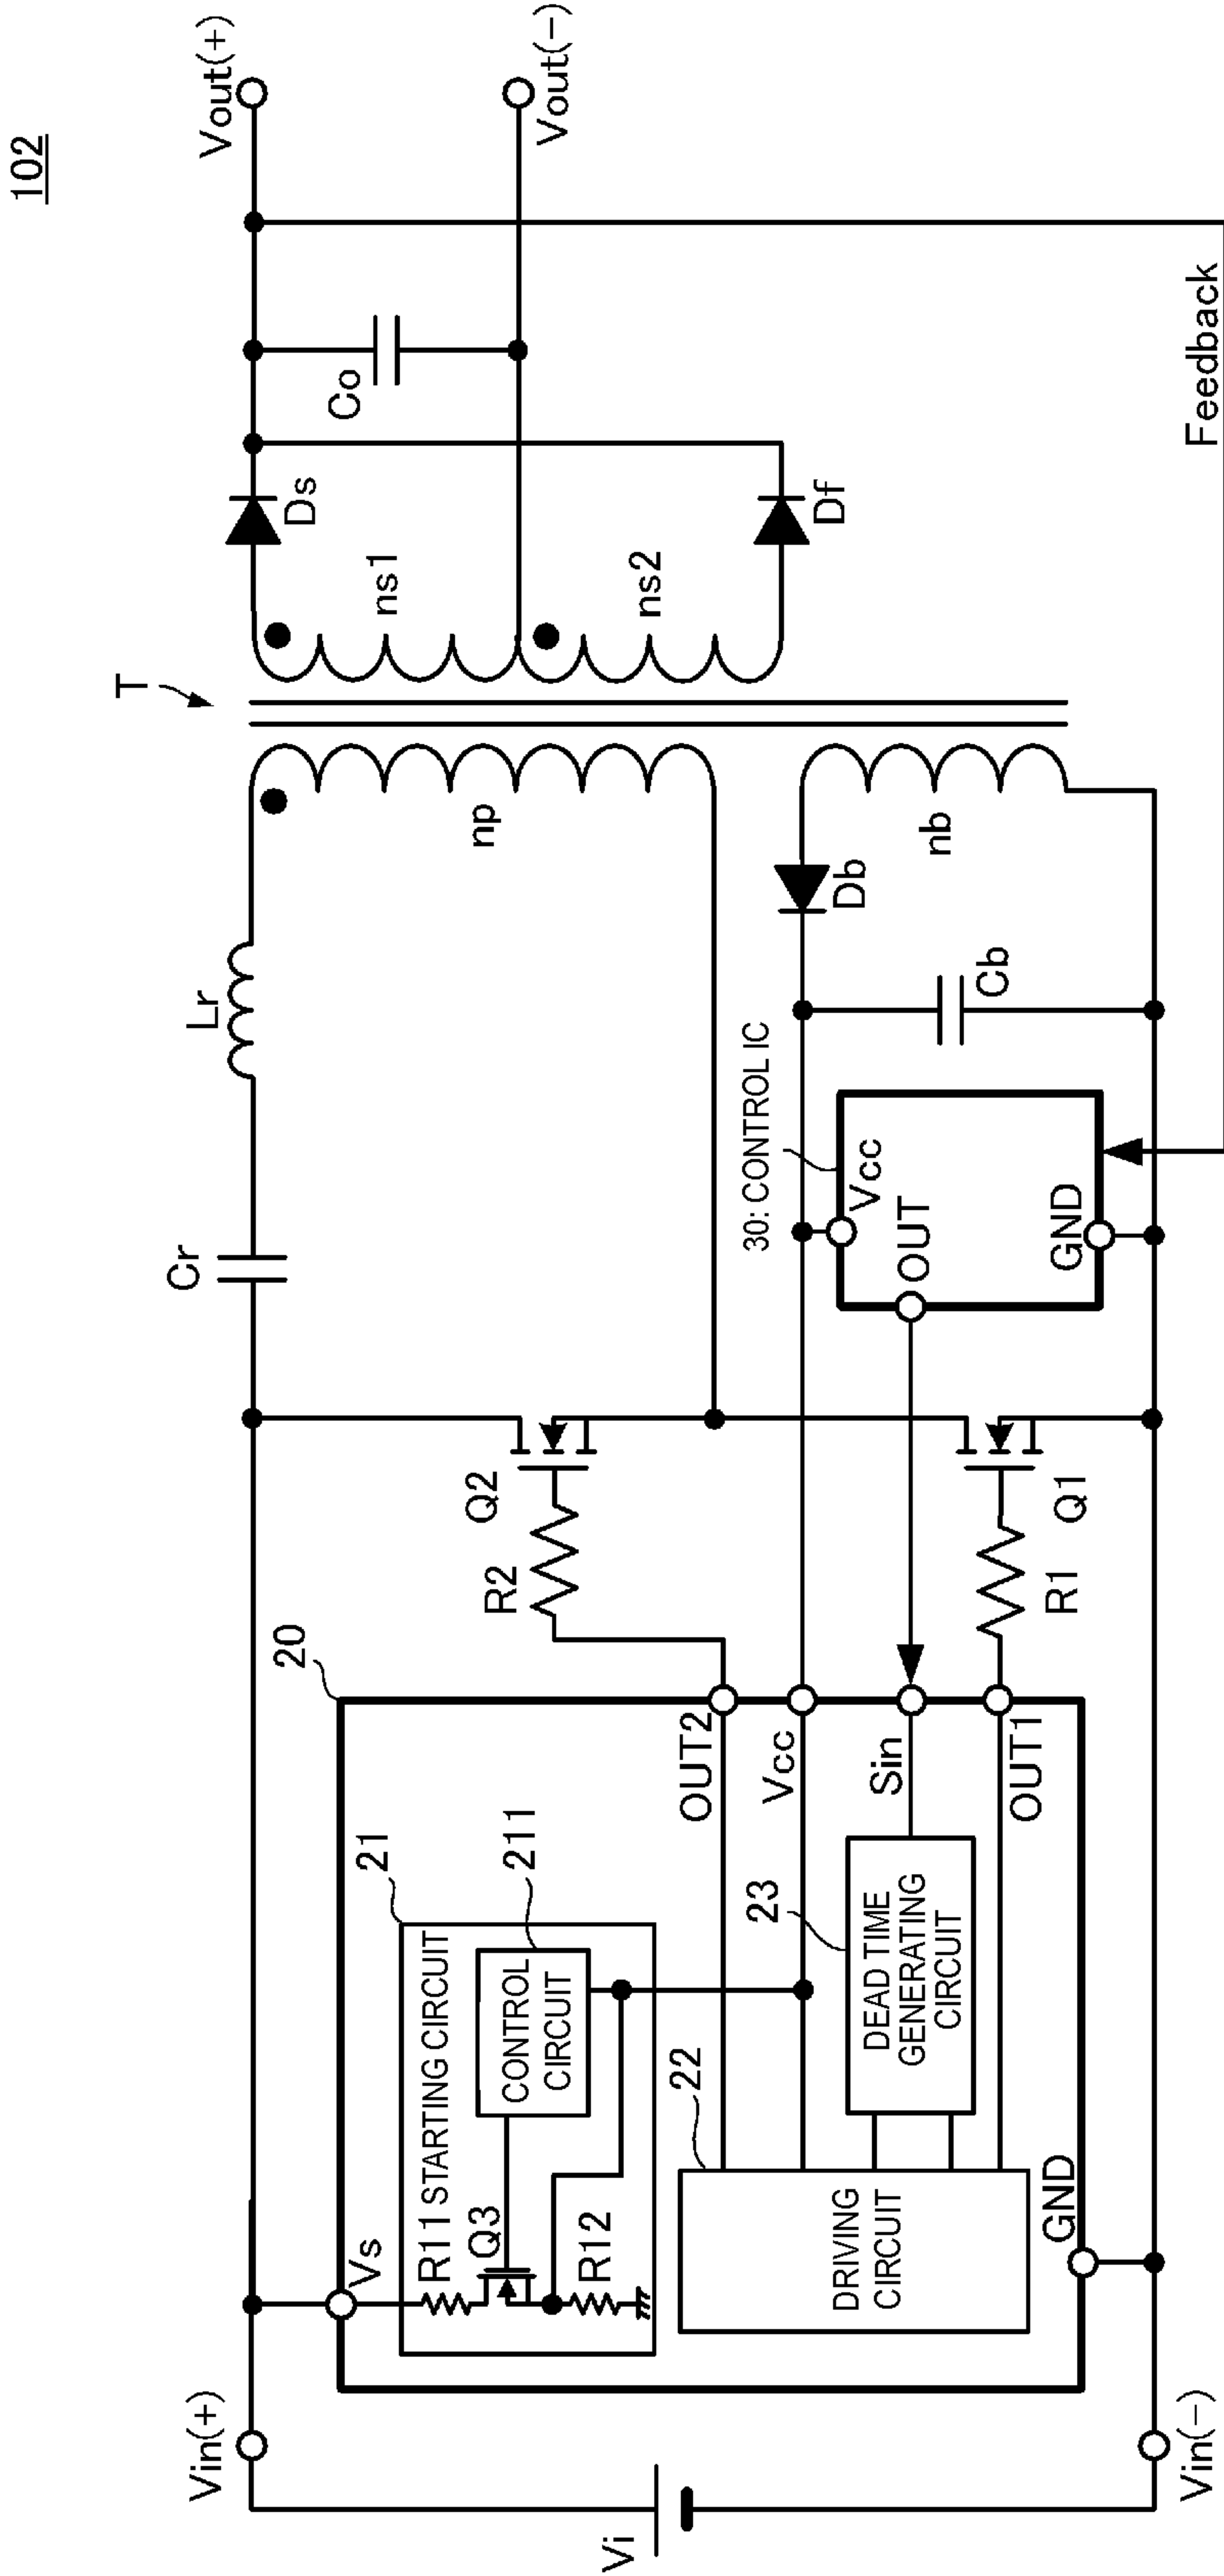 102
Vin(+)
Vi
Vin(-)
20
Vs
21
R11
STARTING CIRCUIT
Q3
R12
211
CONTROL
CIRCUIT
22
DRIVING
CIRCUIT
23
DEAD TIME
GENERATING
CIRCUIT
OUT2
Vcc
Sin
OUT1
GND
R2
Q2
R1
Q1
Cr
Lr
T
np
ns1
ns2
nb
Ds
Df
Db
Co
Cb
30: CONTROL IC
Vcc
OUT
GND
Vout(+)
Vout(-)
Feedback